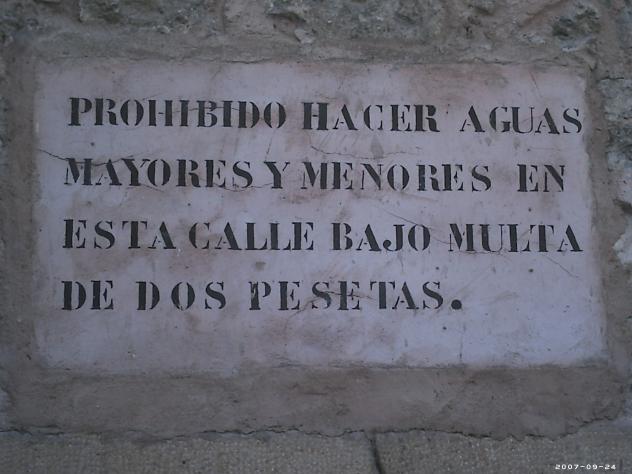 PROHIBIDO HACER AGUAS
MAYORES Y MENORES EN
ESTA CALLE BAJO MULTA
DE DOS PESETAS.
2007-09-24